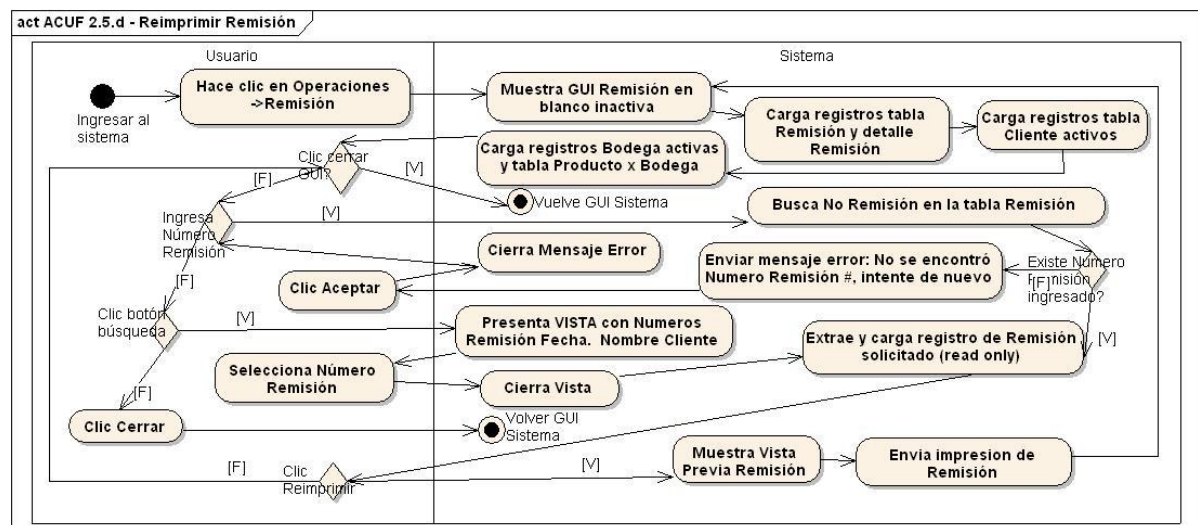 act ACUF 2.5.d - Reimprimir Remisión
Usuario
Sistema
Ingresar al
sistema
Hace clic en Operaciones
->Remisión
Muestra GUI Remisión en
blanco inactiva
Carga registros tabla
Remisión y detalle
Remisión
Carga registros tabla
Cliente activos
Carga registros Bodega activas
y tabla Producto x Bodega
Clic cerrar
GUI?
[F]
[V]
Vuelve GUI Sistema
Ingresa
Número
Remisión
[V]
Busca No Remisión en la tabla Remisión
Cierra Mensaje Error
Enviar mensaje error: No se encontró
Numero Remisión #, intente de nuevo
Existe Número
ingresado?
[F]
[V]
Clic Aceptar
[F]
Clic botón
búsqueda
[V]
Presenta VISTA con Numeros
Remisión Fecha. Nombre Cliente
Extrae y carga registro de Remisión
solicitado (read only)
Selecciona Número
Remisión
Cierra Vista
[F]
Clic Cerrar
Volver GUI
Sistema
[F]
Clic
Reimprimir
[V]
Muestra Vista
Previa Remisión
Envia impresion de
Remisión